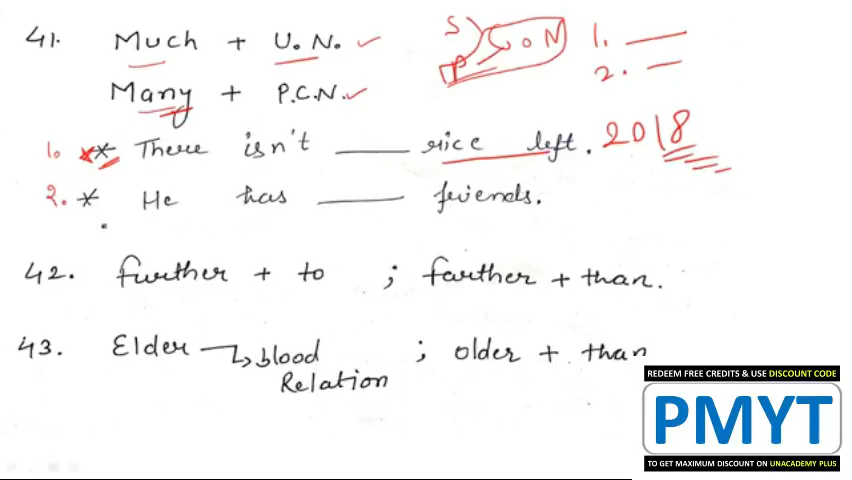 41. Much + U.N. ✓
Many + P.C.N. ✓
S
P
C O N
1.
2.
1. ** There isn't ____ rice left. 2018
2. * He has ____ friends.
42. further + to ; farther + than.
43. Elder → blood Relation ; older + than
REDEEM FREE CREDITS & USE DISCOUNT CODE
PMYT
TO GET MAXIMUM DISCOUNT ON UNACADEMY PLUS